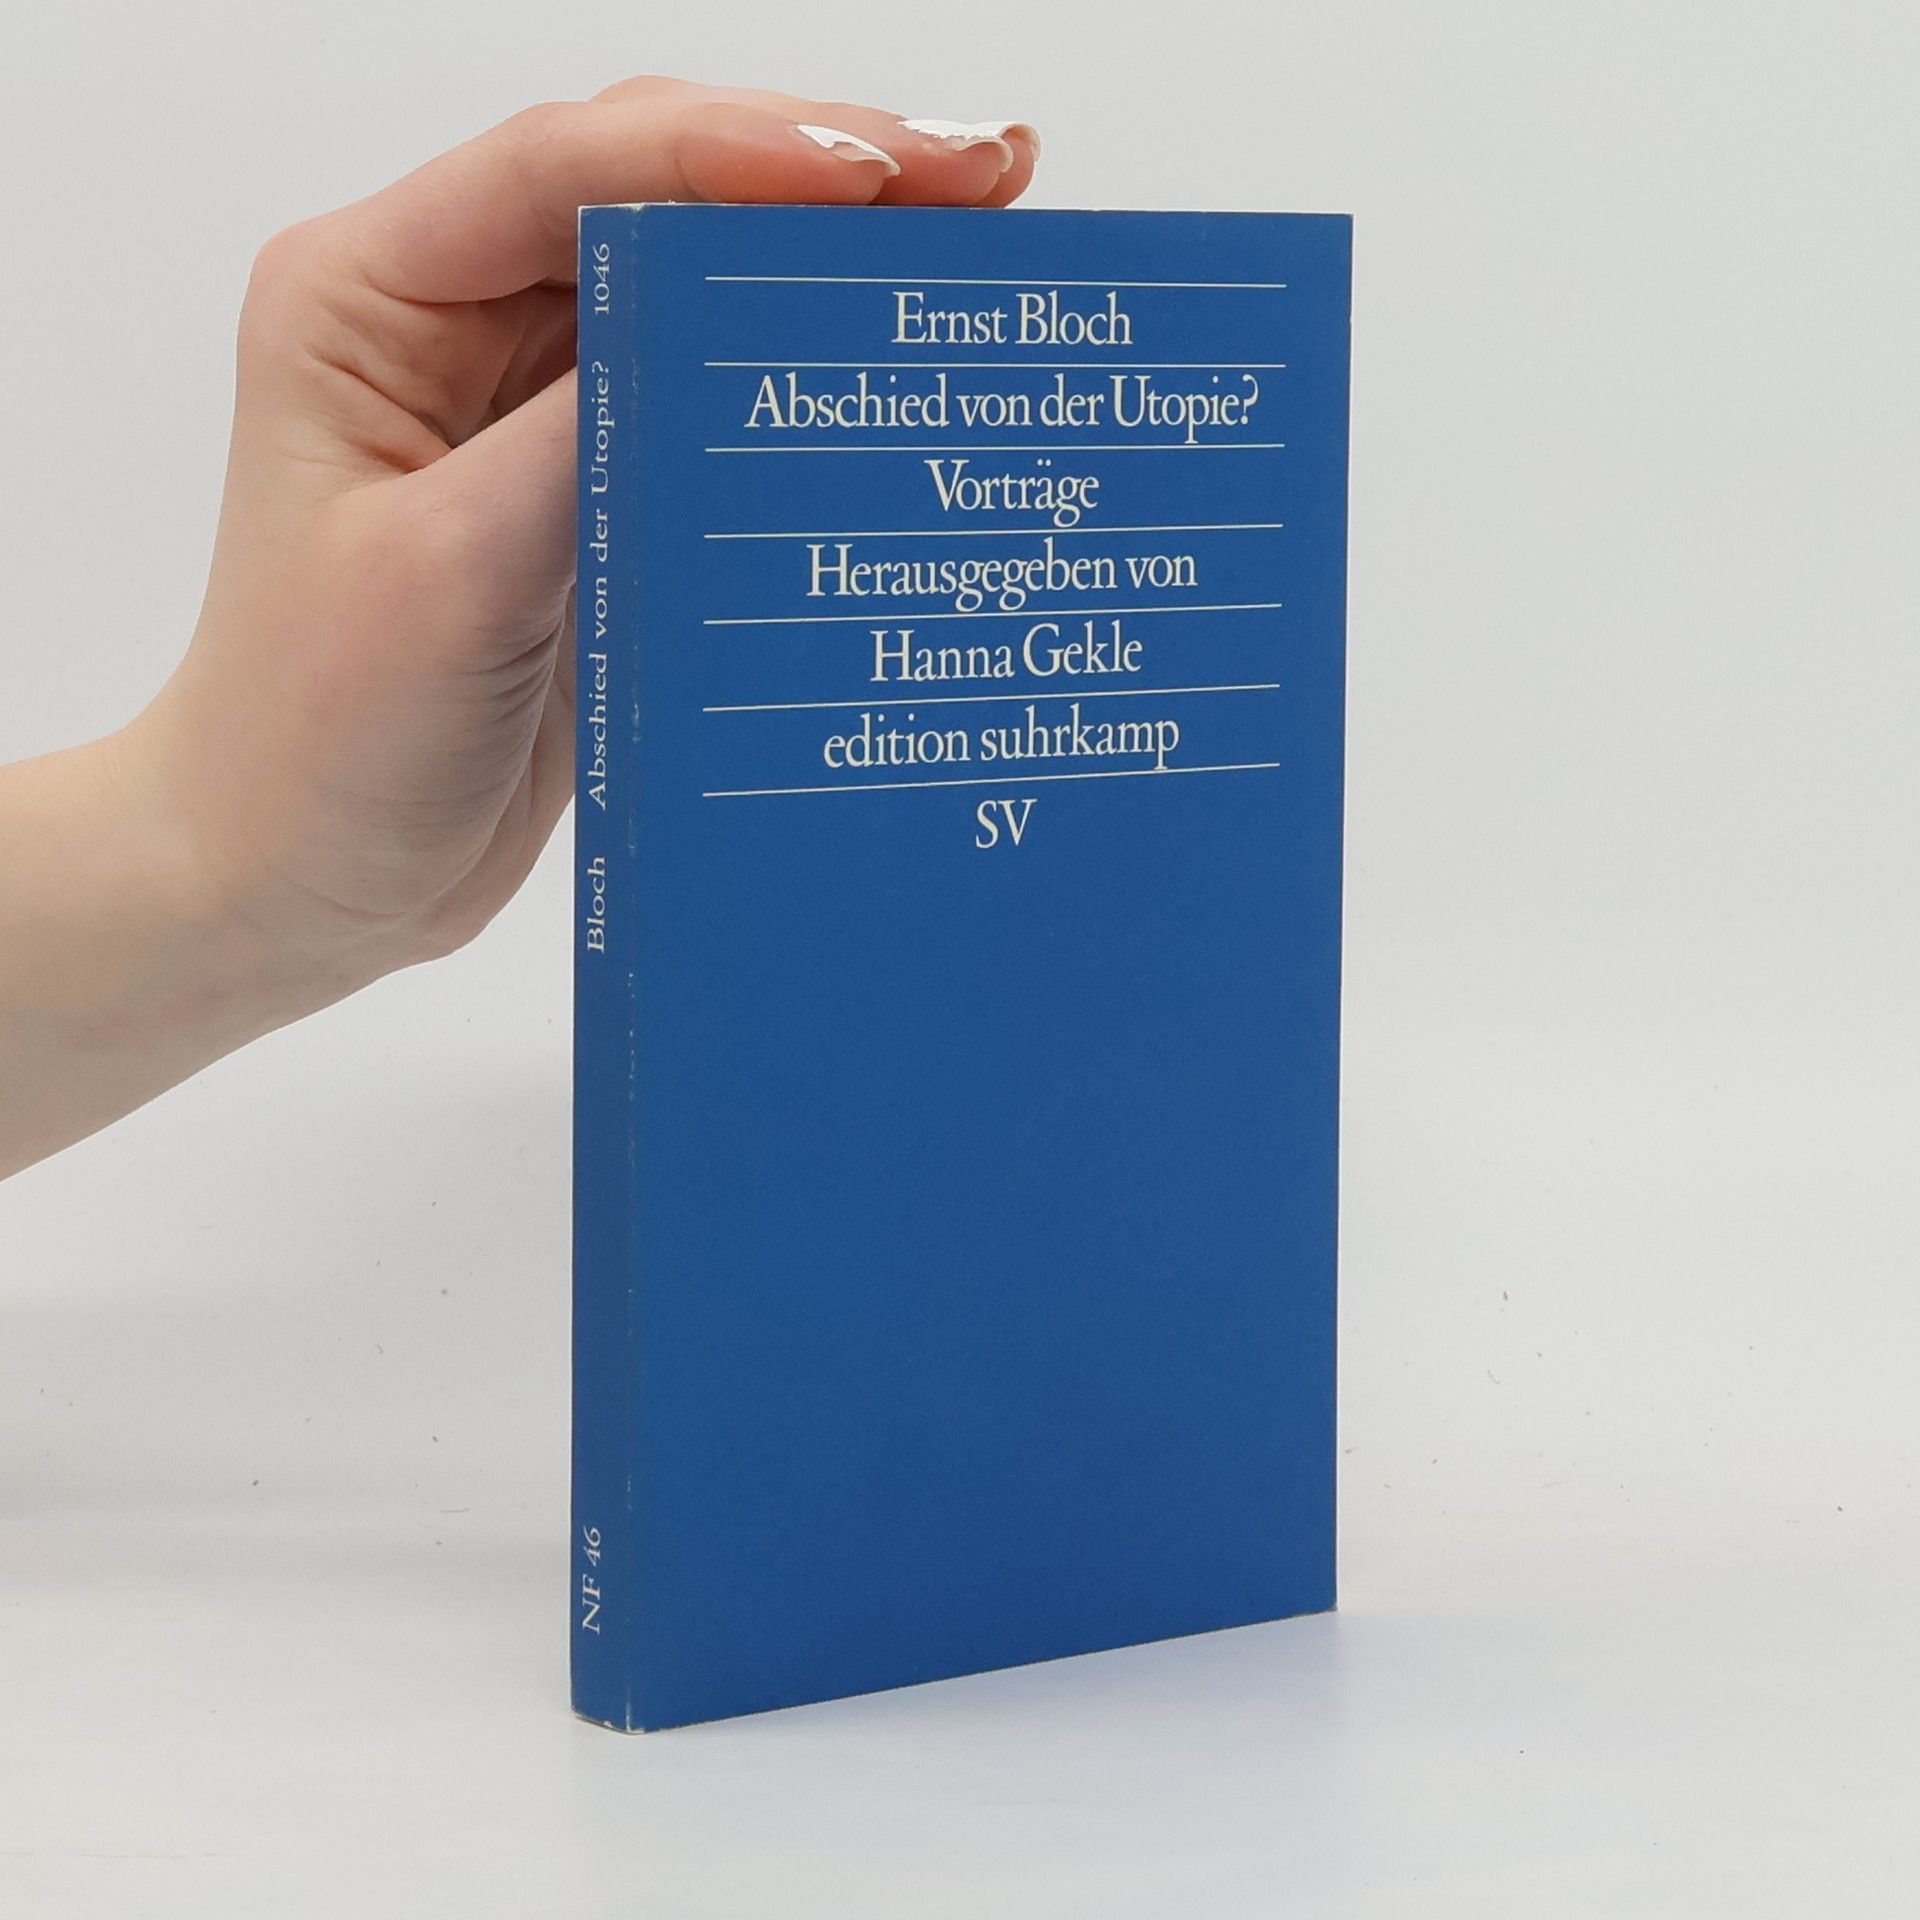 Ernst Bloch
Abschied von der Utopie?
Vorträge
Herausgegeben von
Hanna Gekle
edition suhrkamp
SV
Bloch Abschied von der Utopie? 1046
NF 46